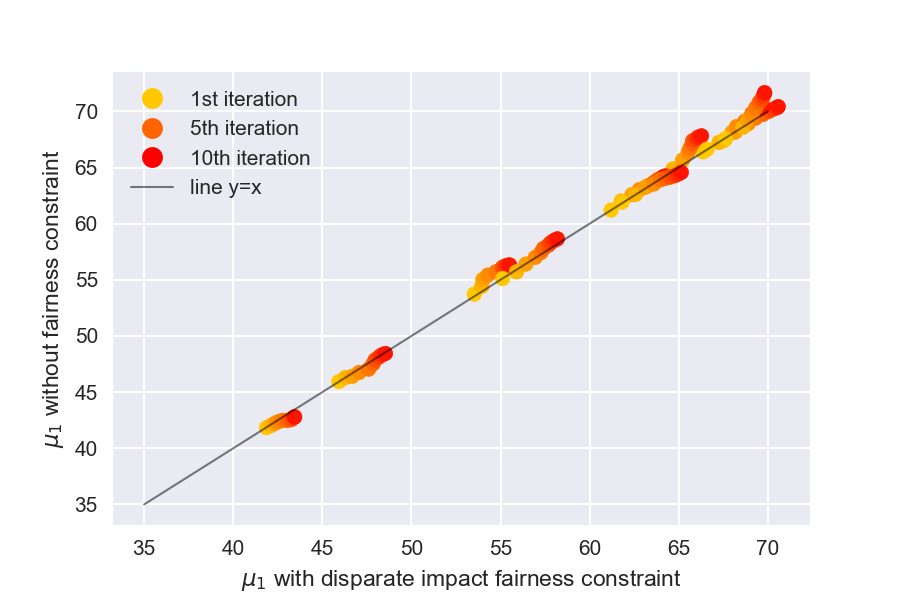 1st iteration
5th iteration
10th iteration
line y=x
70
65
60
55
50
45
40
35
μ₁ without fairness constraint
35 40 45 50 55 60 65 70
μ₁ with disparate impact fairness constraint